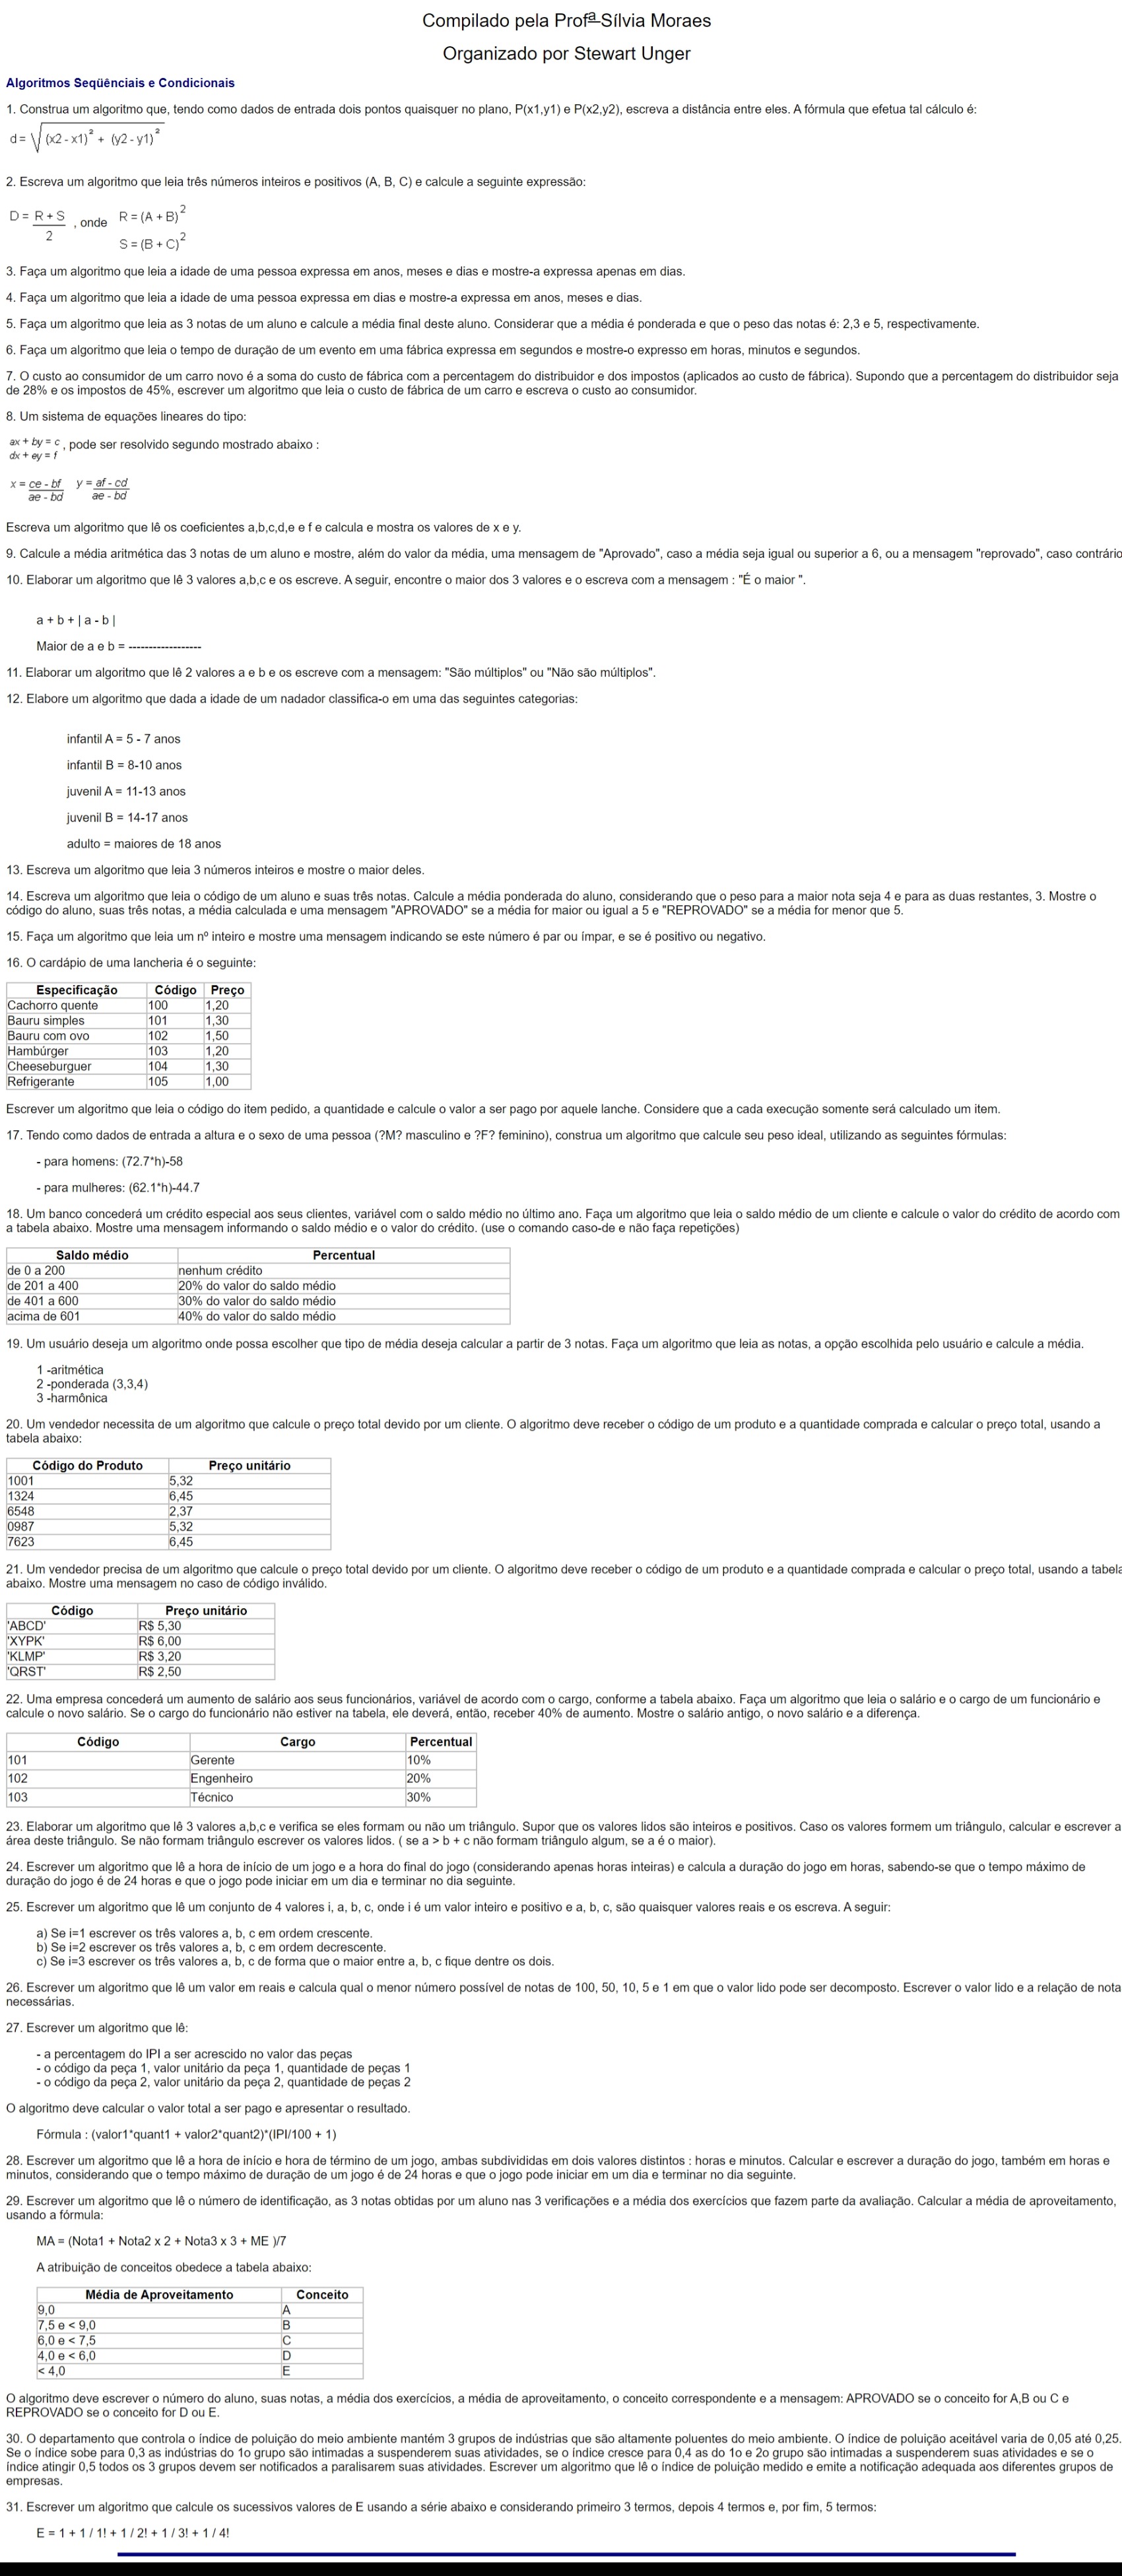 Compilado pela Profª Sílvia Moraes
Organizado por Stewart Unger
Algoritmos Seqüênciais e Condicionais
1. Construa um algoritmo que, tendo como dados de entrada dois pontos quaisquer no plano, P(x1,y1) e P(x2,y2), escreva a distância entre eles. A fórmula que efetua tal cálculo é:
d = √ (x2 - x1)² + (y2 - y1)²
2. Escreva um algoritmo que leia três números inteiros e positivos (A, B, C) e calcule a seguinte expressão:
D = R + S / 2 , onde R = (A + B)²
S = (B + C)²
3. Faça um algoritmo que leia a idade de uma pessoa expressa em anos, meses e dias e mostre-a expressa apenas em dias.
4. Faça um algoritmo que leia a idade de uma pessoa expressa em dias e mostre-a expressa em anos, meses e dias.
5. Faça um algoritmo que leia as 3 notas de um aluno e calcule a média final deste aluno. Considerar que a média é ponderada e que o peso das notas é: 2,3 e 5, respectivamente.
6. Faça um algoritmo que leia o tempo de duração de um evento em uma fábrica expressa em segundos e mostre-o expresso em horas, minutos e segundos.
7. O custo ao consumidor de um carro novo é a soma do custo de fábrica com a percentagem do distribuidor e dos impostos (aplicados ao custo de fábrica). Supondo que a percentagem do distribuidor seja
de 28% e os impostos de 45%, escrever um algoritmo que leia o custo de fábrica de um carro e escreva o custo ao consumidor.
8. Um sistema de equações lineares do tipo:
ax + by = c
dx + ey = f , pode ser resolvido segundo mostrado abaixo :
x = ce - bf / ae - bd y = af - cd / ae - bd
Escreva um algoritmo que lê os coeficientes a,b,c,d,e e f e calcula e mostra os valores de x e y.
9. Calcule a média aritmética das 3 notas de um aluno e mostre, além do valor da média, uma mensagem de "Aprovado", caso a média seja igual ou superior a 6, ou a mensagem "reprovado", caso contrário
10. Elaborar um algoritmo que lê 3 valores a,b,c e os escreve. A seguir, encontre o maior dos 3 valores e o escreva com a mensagem : "É o maior ".
a + b + | a - b |
Maior de a e b = ------------------
11. Elaborar um algoritmo que lê 2 valores a e b e os escreve com a mensagem: "São múltiplos" ou "Não são múltiplos".
12. Elabore um algoritmo que dada a idade de um nadador classifica-o em uma das seguintes categorias:
infantil A = 5 - 7 anos
infantil B = 8-10 anos
juvenil A = 11-13 anos
juvenil B = 14-17 anos
adulto = maiores de 18 anos
13. Escreva um algoritmo que leia 3 números inteiros e mostre o maior deles.
14. Escreva um algoritmo que leia o código de um aluno e suas três notas. Calcule a média ponderada do aluno, considerando que o peso para a maior nota seja 4 e para as duas restantes, 3. Mostre o
código do aluno, suas três notas, a média calculada e uma mensagem "APROVADO" se a média for maior ou igual a 5 e "REPROVADO" se a média for menor que 5.
15. Faça um algoritmo que leia um nº inteiro e mostre uma mensagem indicando se este número é par ou ímpar, e se é positivo ou negativo.
16. O cardápio de uma lancheria é o seguinte:
Especificação Código Preço
Cachorro quente 100 1,20
Bauru simples 101 1,30
Bauru com ovo 102 1,50
Hambúrger 103 1,20
Cheeseburguer 104 1,30
Refrigerante 105 1,00
Escrever um algoritmo que leia o código do item pedido, a quantidade e calcule o valor a ser pago por aquele lanche. Considere que a cada execução somente será calculado um item.
17. Tendo como dados de entrada a altura e o sexo de uma pessoa (?M? masculino e ?F? feminino), construa um algoritmo que calcule seu peso ideal, utilizando as seguintes fórmulas:
- para homens: (72.7*h)-58
- para mulheres: (62.1*h)-44.7
18. Um banco concederá um crédito especial aos seus clientes, variável com o saldo médio no último ano. Faça um algoritmo que leia o saldo médio de um cliente e calcule o valor do crédito de acordo com
a tabela abaixo. Mostre uma mensagem informando o saldo médio e o valor do crédito. (use o comando caso-de e não faça repetições)
Saldo médio Percentual
de 0 a 200 nenhum crédito
de 201 a 400 20% do valor do saldo médio
de 401 a 600 30% do valor do saldo médio
acima de 601 40% do valor do saldo médio
19. Um usuário deseja um algoritmo onde possa escolher que tipo de média deseja calcular a partir de 3 notas. Faça um algoritmo que leia as notas, a opção escolhida pelo usuário e calcule a média.
1 -aritmética
2 -ponderada (3,3,4)
3 -harmônica
20. Um vendedor necessita de um algoritmo que calcule o preço total devido por um cliente. O algoritmo deve receber o código de um produto e a quantidade comprada e calcular o preço total, usando a
tabela abaixo:
Código do Produto Preço unitário
1001 5,32
1324 6,45
6548 2,37
0987 5,32
7623 6,45
21. Um vendedor precisa de um algoritmo que calcule o preço total devido por um cliente. O algoritmo deve receber o código de um produto e a quantidade comprada e calcular o preço total, usando a tabela
abaixo. Mostre uma mensagem no caso de código inválido.
Código Preço unitário
'ABCD' R$ 5,30
'XYPK' R$ 6,00
'KLMP' R$ 3,20
'QRST' R$ 2,50
22. Uma empresa concederá um aumento de salário aos seus funcionários, variável de acordo com o cargo, conforme a tabela abaixo. Faça um algoritmo que leia o salário e o cargo de um funcionário e
calcule o novo salário. Se o cargo do funcionário não estiver na tabela, ele deverá, então, receber 40% de aumento. Mostre o salário antigo, o novo salário e a diferença.
Código Cargo Percentual
101 Gerente 10%
102 Engenheiro 20%
103 Técnico 30%
23. Elaborar um algoritmo que lê 3 valores a,b,c e verifica se eles formam ou não um triângulo. Supor que os valores lidos são inteiros e positivos. Caso os valores formem um triângulo, calcular e escrever a
área deste triângulo. Se não formam triângulo escrever os valores lidos. ( se a > b + c não formam triângulo algum, se a é o maior).
24. Escrever um algoritmo que lê a hora de início de um jogo e a hora do final do jogo (considerando apenas horas inteiras) e calcula a duração do jogo em horas, sabendo-se que o tempo máximo de
duração do jogo é de 24 horas e que o jogo pode iniciar em um dia e terminar no dia seguinte.
25. Escrever um algoritmo que lê um conjunto de 4 valores i, a, b, c, onde i é um valor inteiro e positivo e a, b, c, são quaisquer valores reais e os escreva. A seguir:
a) Se i=1 escrever os três valores a, b, c em ordem crescente.
b) Se i=2 escrever os três valores a, b, c em ordem decrescente.
c) Se i=3 escrever os três valores a, b, c de forma que o maior entre a, b, c fique dentre os dois.
26. Escrever um algoritmo que lê um valor em reais e calcula qual o menor número possível de notas de 100, 50, 10, 5 e 1 em que o valor lido pode ser decomposto. Escrever o valor lido e a relação de nota
necessárias.
27. Escrever um algoritmo que lê:
- a percentagem do IPI a ser acrescido no valor das peças
- o código da peça 1, valor unitário da peça 1, quantidade de peças 1
- o código da peça 2, valor unitário da peça 2, quantidade de peças 2
O algoritmo deve calcular o valor total a ser pago e apresentar o resultado.
Fórmula : (valor1*quant1 + valor2*quant2)*(IPI/100 + 1)
28. Escrever um algoritmo que lê a hora de início e hora de término de um jogo, ambas subdivididas em dois valores distintos : horas e minutos. Calcular e escrever a duração do jogo, também em horas e
minutos, considerando que o tempo máximo de duração de um jogo é de 24 horas e que o jogo pode iniciar em um dia e terminar no dia seguinte.
29. Escrever um algoritmo que lê o número de identificação, as 3 notas obtidas por um aluno nas 3 verificações e a média dos exercícios que fazem parte da avaliação. Calcular a média de aproveitamento,
usando a fórmula:
MA = (Nota1 + Nota2 x 2 + Nota3 x 3 + ME )/7
A atribuição de conceitos obedece a tabela abaixo:
Média de Aproveitamento Conceito
9,0 A
7,5 e < 9,0 B
6,0 e < 7,5 C
4,0 e < 6,0 D
< 4,0 E
O algoritmo deve escrever o número do aluno, suas notas, a média dos exercícios, a média de aproveitamento, o conceito correspondente e a mensagem: APROVADO se o conceito for A,B ou C e
REPROVADO se o conceito for D ou E.
30. O departamento que controla o índice de poluição do meio ambiente mantém 3 grupos de indústrias que são altamente poluentes do meio ambiente. O índice de poluição aceitável varia de 0,05 até 0,25.
Se o índice sobe para 0,3 as indústrias do 1o grupo são intimadas a suspenderem suas atividades, se o índice cresce para 0,4 as do 1o e 2o grupo são intimadas a suspenderem suas atividades e se o
índice atingir 0,5 todos os 3 grupos devem ser notificados a paralisarem suas atividades. Escrever um algoritmo que lê o índice de poluição medido e emite a notificação adequada aos diferentes grupos de
empresas.
31. Escrever um algoritmo que calcule os sucessivos valores de E usando a série abaixo e considerando primeiro 3 termos, depois 4 termos e, por fim, 5 termos:
E = 1 + 1 / 1! + 1 / 2! + 1 / 3! + 1 / 4!